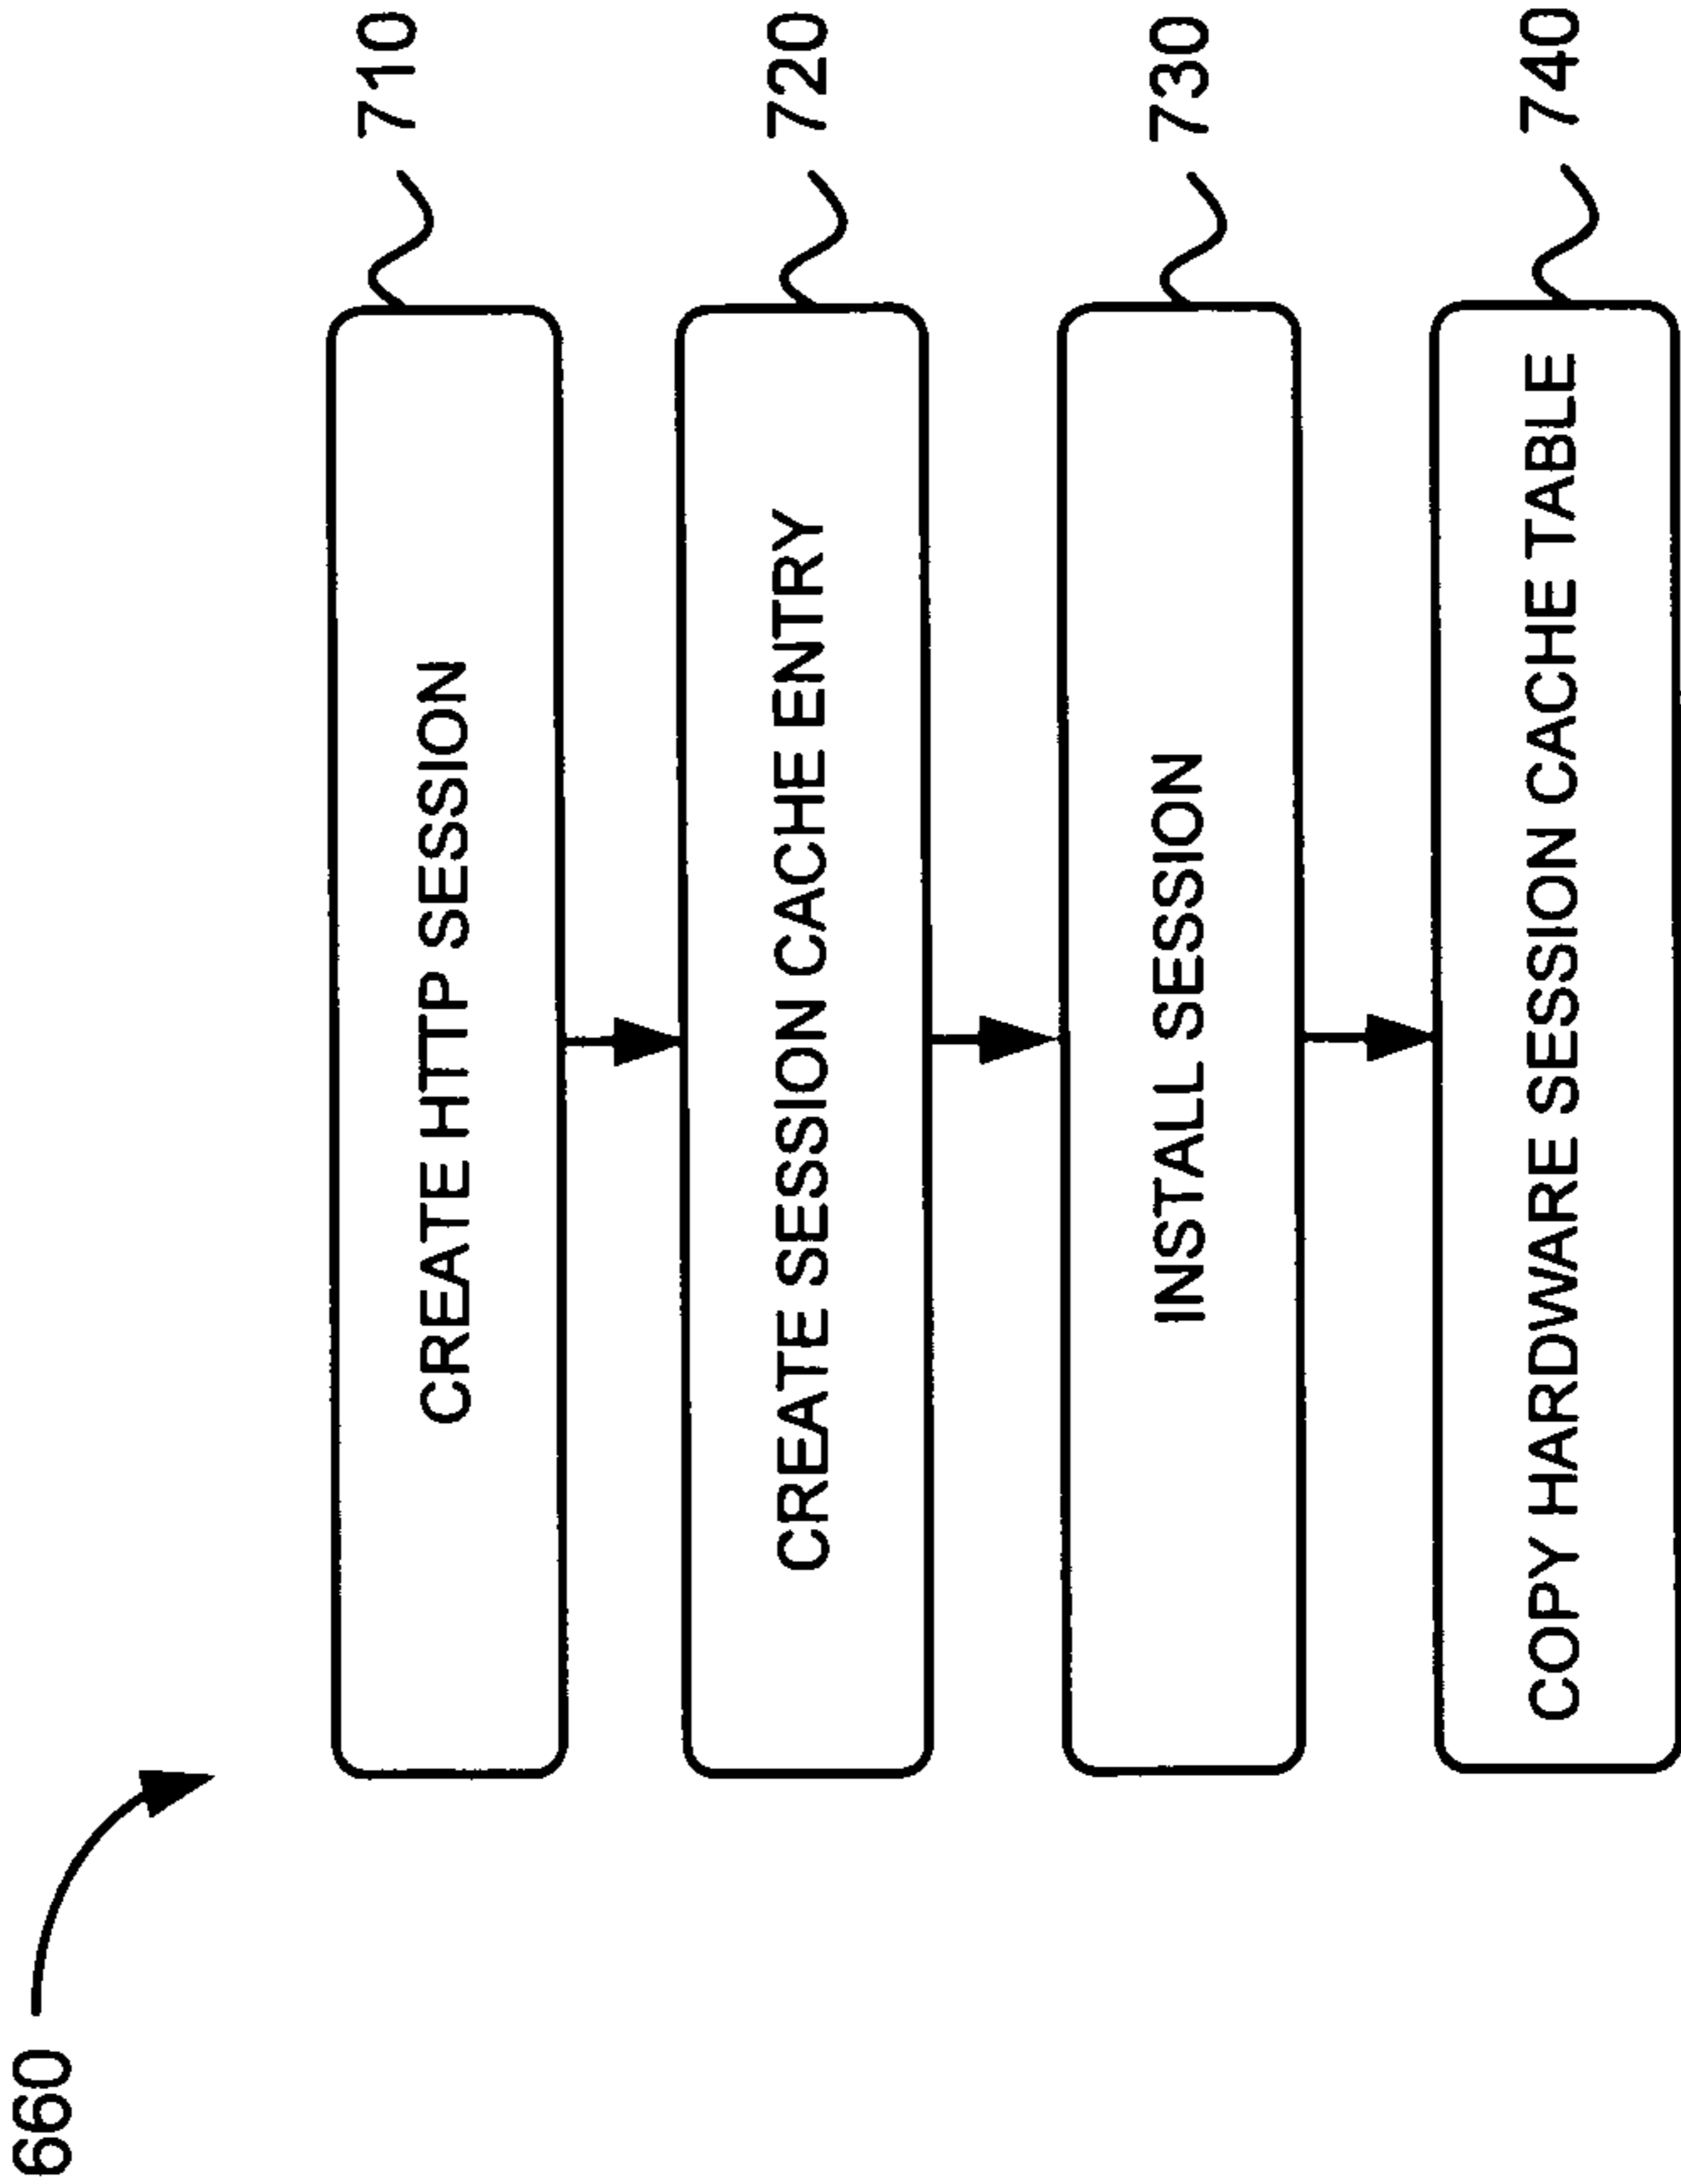 660
CREATE HTTP SESSION
710
CREATE SESSION CACHE ENTRY
720
INSTALL SESSION
730
COPY HARDWARE SESSION CACHE TABLE
740